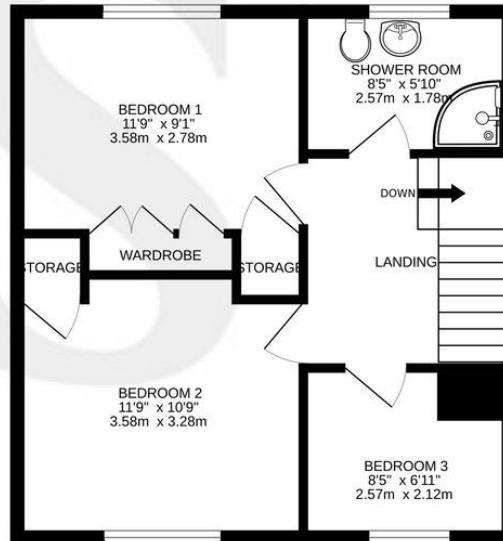 BEDROOM 1
11'9" x 9'1"
3.58m x 2.78m
SHOWER ROOM
8'5" x 5'10"
2.57m x 1.78m
DOWN
STORAGE
WARDROBE
STORAGE
LANDING
BEDROOM 2
11'9" x 10'9"
3.58m x 3.28m
BEDROOM 3
8'5" x 6'11"
2.57m x 2.12m